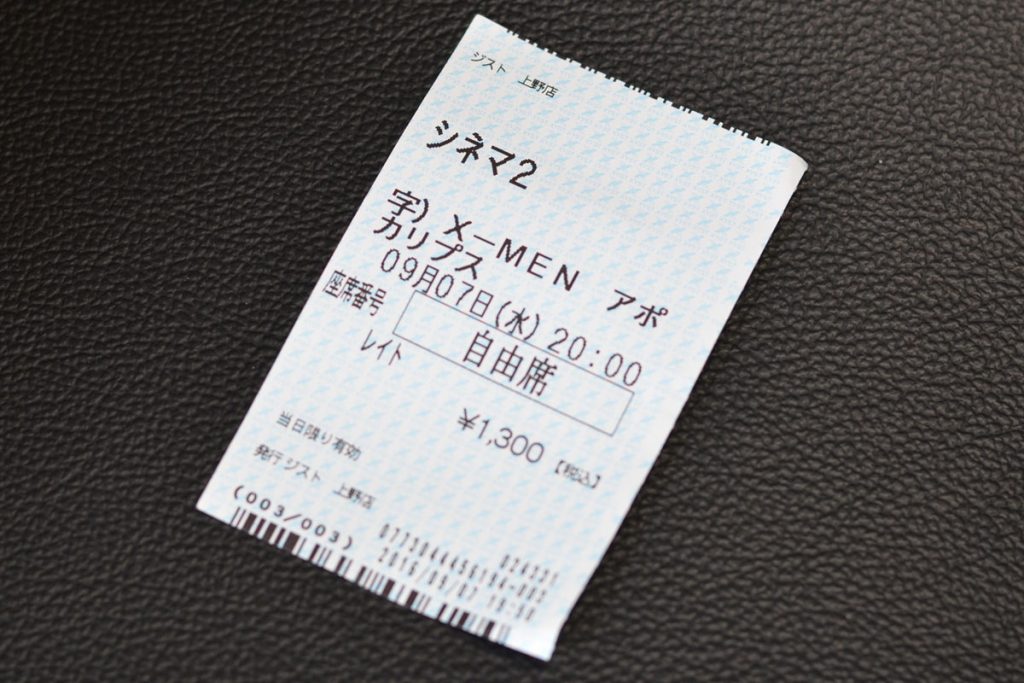 ジスト 上野店
シネマ2
字) X-MEN アポ
カリプス
09月07日(水) 20:00
座席番号 自由席
レイト
¥1,300 【税込】
当日限り有効
発行 ジスト 上野店
(003/003)
2016/09/07